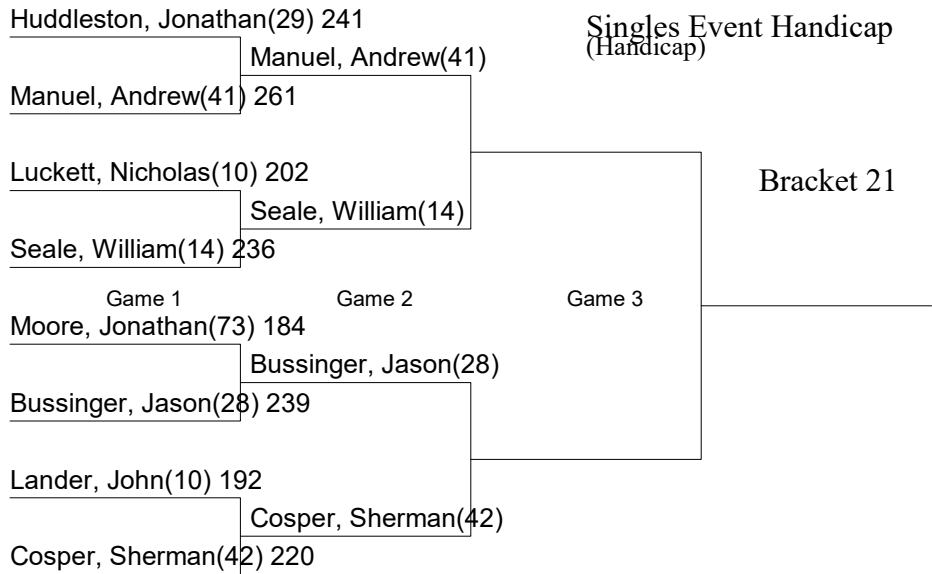 Huddleston, Jonathan(29) 241
Singles Event Handicap
(Handicap)
Manuel, Andrew(41)
Manuel, Andrew(41) 261
Luckett, Nicholas(10) 202
Bracket 21
Seale, William(14)
Seale, William(14) 236
Game 1
Game 2
Game 3
Moore, Jonathan(73) 184
Bussinger, Jason(28)
Bussinger, Jason(28) 239
Lander, John(10) 192
Cosper, Sherman(42)
Cosper, Sherman(42) 220